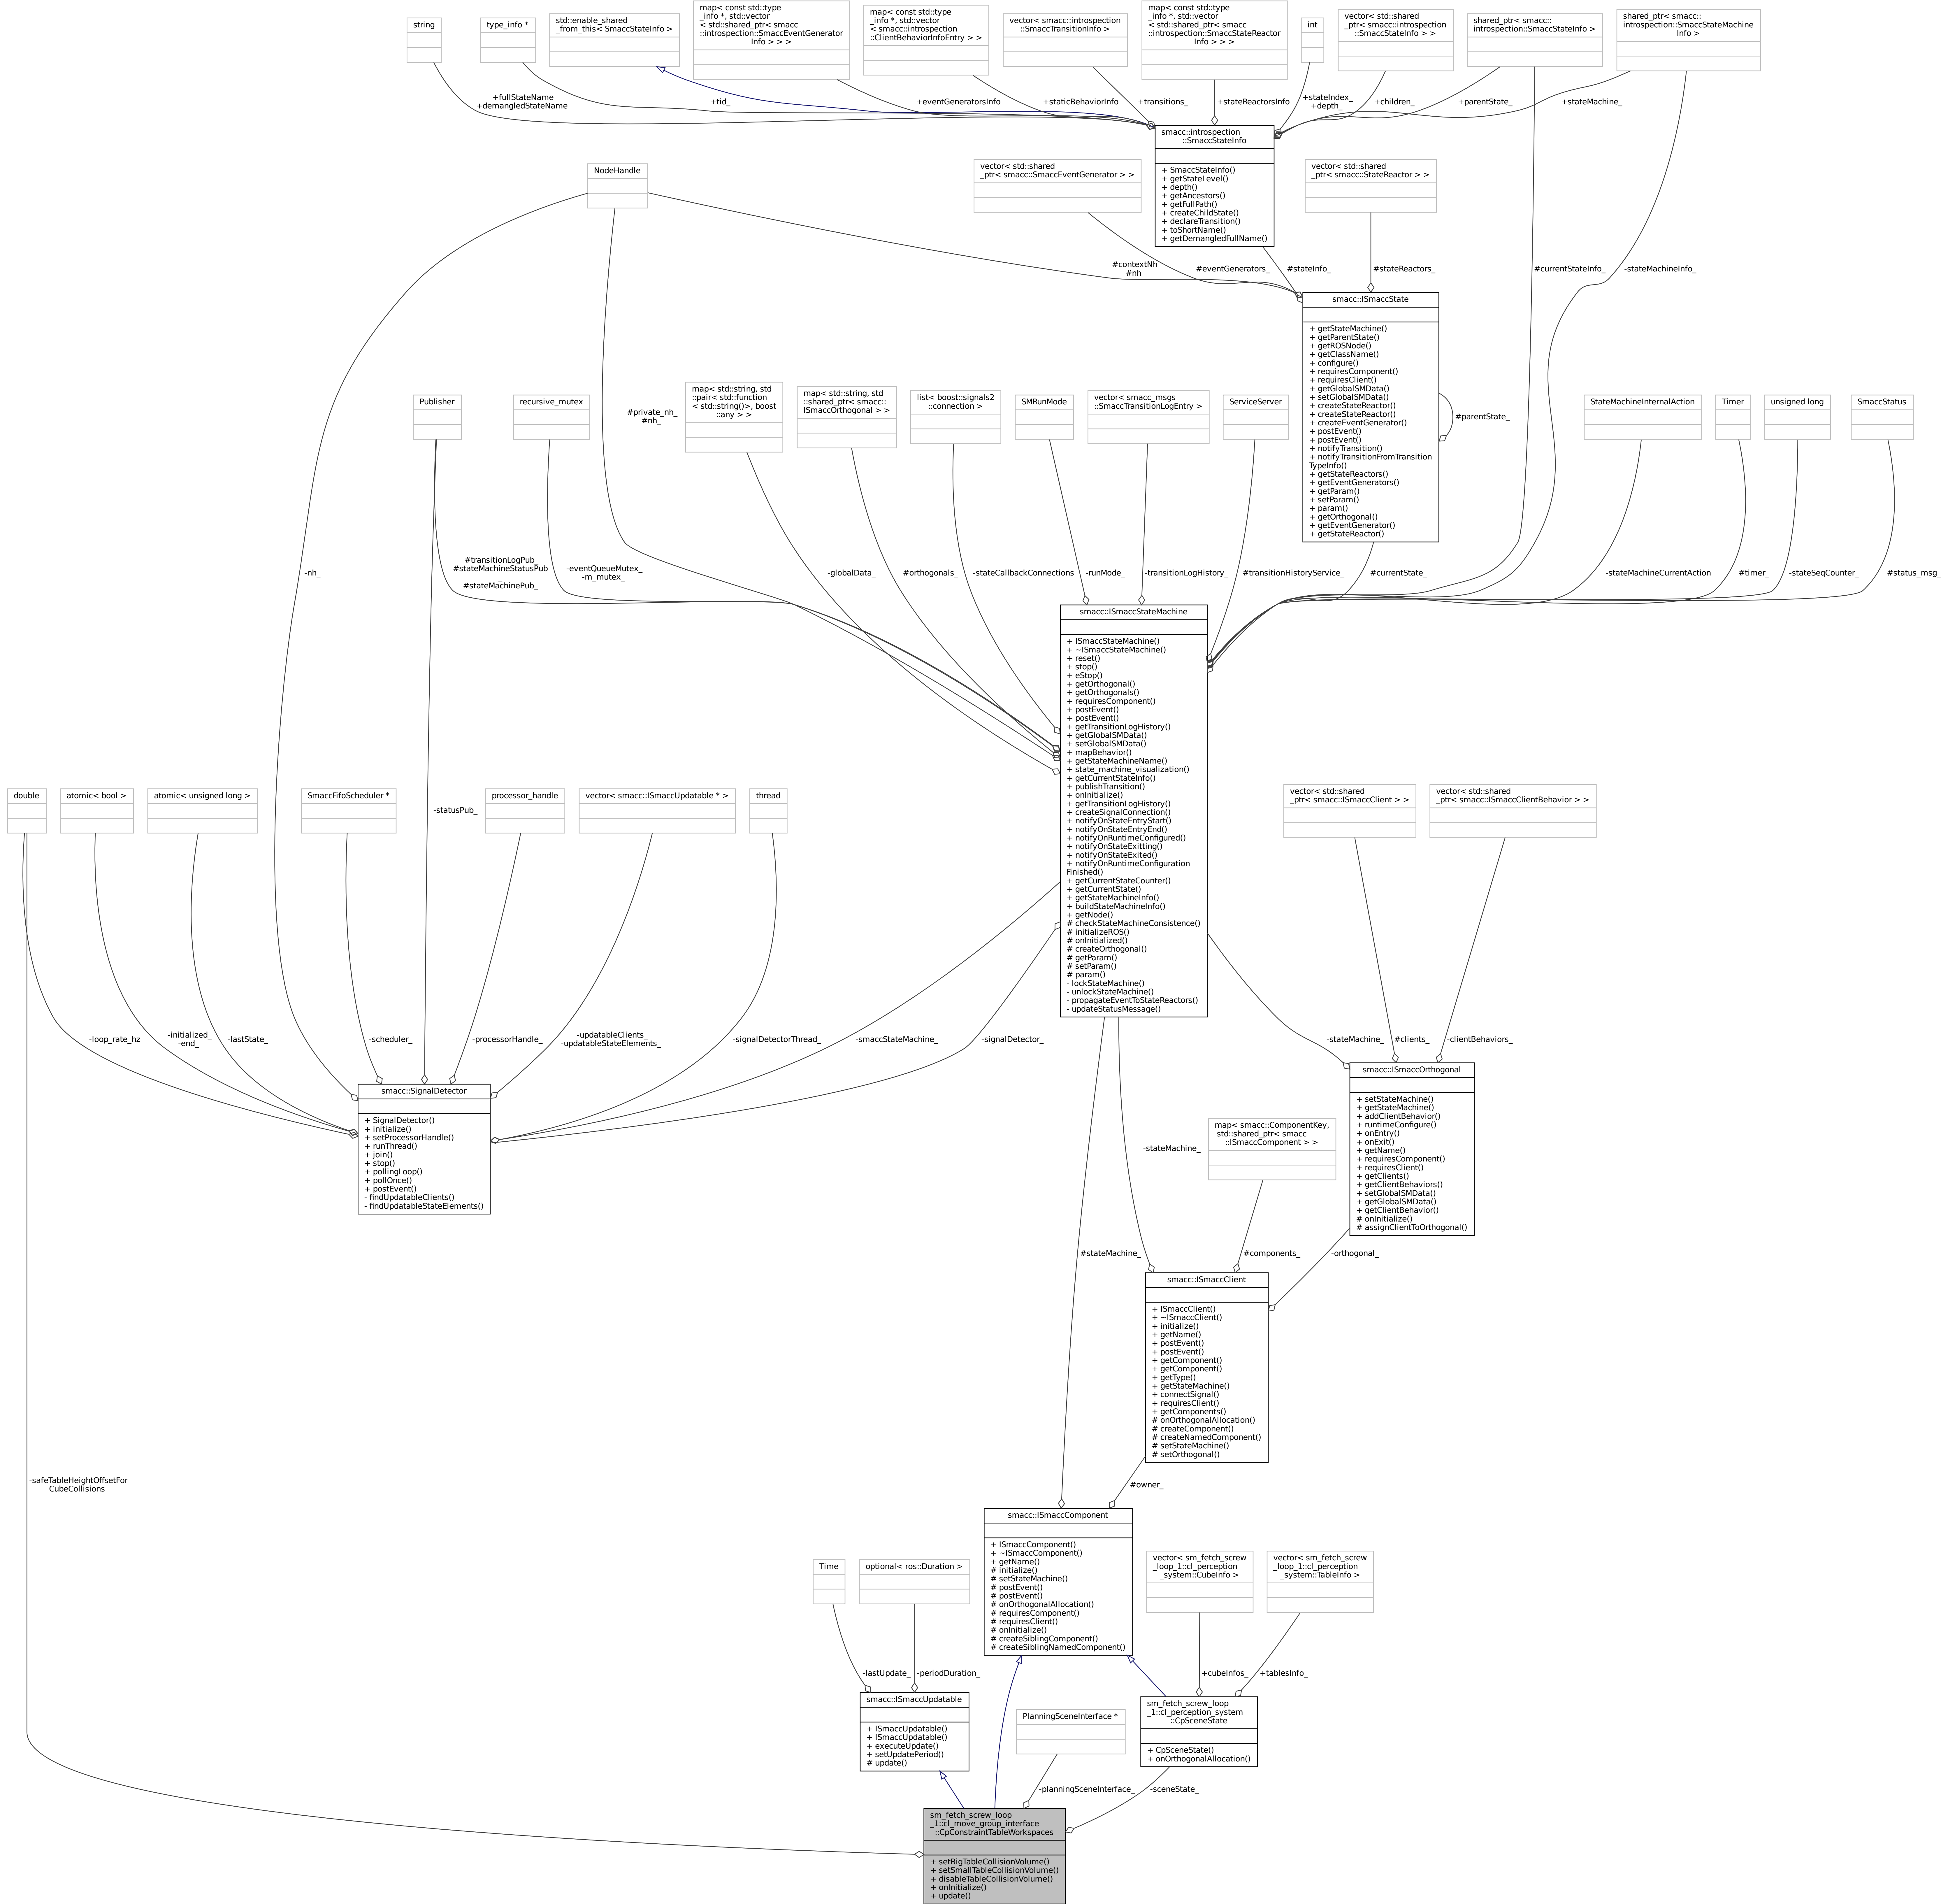 string
type_info *
std::enable_shared
_from_this< SmaccStateInfo >
map< const std::type
_info *, std::vector
< std::shared_ptr< smacc
::introspection::SmaccEventGenerator
Info > > >
map< const std::type
_info *, std::vector
< smacc::introspection
::ClientBehaviorInfoEntry > >
vector< smacc::introspection
::SmaccTransitionInfo >
map< const std::type
_info *, std::vector
< std::shared_ptr< smacc
::introspection::SmaccStateReactor
Info > > >
int
vector< std::shared
_ptr< smacc::introspection
::SmaccStateInfo > >
shared_ptr< smacc::
introspection::SmaccStateInfo >
shared_ptr< smacc::
introspection::SmaccStateMachine
Info >
+fullStateName
+demangledStateName
+tid_
+eventGeneratorsInfo
+staticBehaviorInfo
+transitions_
+stateReactorsInfo
+stateIndex_
+depth_
+children_
+parentState_
+stateMachine_
smacc::introspection
::SmaccStateInfo
+ SmaccStateInfo()
+ getStateLevel()
+ depth()
+ getAncestors()
+ getFullPath()
+ createChildState()
+ declareTransition()
+ toShortName()
+ getDemangledFullName()
NodeHandle
vector< std::shared
_ptr< smacc::SmaccEventGenerator > >
vector< std::shared
_ptr< smacc::StateReactor > >
#contextNh
#nh
#eventGenerators_
#stateInfo_
#stateReactors_
#currentStateInfo_
-stateMachineInfo_
smacc::ISmaccState
+ getStateMachine()
+ getParentState()
+ getROSNode()
+ getClassName()
+ configure()
+ requiresComponent()
+ requiresClient()
+ getGlobalSMData()
+ setGlobalSMData()
+ createStateReactor()
+ createStateReactor()
+ createEventGenerator()
+ postEvent()
+ postEvent()
+ notifyTransition()
+ notifyTransitionFromTransition
TypeInfo()
+ getStateReactors()
+ getEventGenerators()
+ getParam()
+ setParam()
+ param()
+ getOrthogonal()
+ getEventGenerator()
+ getStateReactor()
#parentState_
Publisher
recursive_mutex
#private_nh_
#nh_
map< std::string, std
::pair< std::function
< std::string()>, boost
::any > >
map< std::string, std
::shared_ptr< smacc::
ISmaccOrthogonal > >
list< boost::signals2
::connection >
SMRunMode
vector< smacc_msgs
::SmaccTransitionLogEntry >
ServiceServer
StateMachineInternalAction
Timer
unsigned long
SmaccStatus
-nh_
#transitionLogPub_
#stateMachineStatusPub
_
#stateMachinePub_
-eventQueueMutex_
-m_mutex_
-globalData_
#orthogonals_
-stateCallbackConnections
-runMode_
-transitionLogHistory_
#transitionHistoryService_
#currentState_
-stateMachineCurrentAction
#timer_
-stateSeqCounter_
#status_msg_
smacc::ISmaccStateMachine
+ ISmaccStateMachine()
+ ~ISmaccStateMachine()
+ reset()
+ stop()
+ eStop()
+ getOrthogonal()
+ getOrthogonals()
+ requiresComponent()
+ postEvent()
+ postEvent()
+ getTransitionLogHistory()
+ getGlobalSMData()
+ setGlobalSMData()
+ mapBehavior()
+ getStateMachineName()
+ state_machine_visualization()
+ getCurrentStateInfo()
+ publishTransition()
+ onInitialize()
+ getTransitionLogHistory()
+ createSignalConnection()
+ notifyOnStateEntryStart()
+ notifyOnStateEntryEnd()
+ notifyOnRuntimeConfigured()
+ notifyOnStateExitting()
+ notifyOnStateExited()
+ notifyOnRuntimeConfiguration
Finished()
+ getCurrentStateCounter()
+ getCurrentState()
+ getStateMachineInfo()
+ buildStateMachineInfo()
+ getNode()
# checkStateMachineConsistence()
# initializeROS()
# onInitialized()
# createOrthogonal()
# getParam()
# setParam()
# param()
- lockStateMachine()
- unlockStateMachine()
- propagateEventToStateReactors()
- updateStatusMessage()
double
atomic< bool >
atomic< unsigned long >
SmaccFifoScheduler *
-statusPub_
processor_handle
vector< smacc::ISmaccUpdatable * >
thread
vector< std::shared
_ptr< smacc::ISmaccClient > >
vector< std::shared
_ptr< smacc::ISmaccClientBehavior > >
-loop_rate_hz
-initialized_
-end_
-lastState_
-scheduler_
-processorHandle_
-updatableClients_
-updatableStateElements_
-signalDetectorThread_
-smaccStateMachine_
-signalDetector_
-stateMachine_
#clients_
-clientBehaviors_
smacc::SignalDetector
+ SignalDetector()
+ initialize()
+ setProcessorHandle()
+ runThread()
+ join()
+ stop()
+ pollingLoop()
+ pollOnce()
+ postEvent()
- findUpdatableClients()
- findUpdatableStateElements()
smacc::ISmaccOrthogonal
+ setStateMachine()
+ getStateMachine()
+ addClientBehavior()
+ runtimeConfigure()
+ onEntry()
+ onExit()
+ getName()
+ requiresComponent()
+ requiresClient()
+ getClients()
+ getClientBehaviors()
+ setGlobalSMData()
+ getGlobalSMData()
+ getClientBehavior()
# onInitialize()
# assignClientToOrthogonal()
map< smacc::ComponentKey,
std::shared_ptr< smacc
::ISmaccComponent > >
-stateMachine_
#stateMachine_
#components_
-orthogonal_
smacc::ISmaccClient
+ ISmaccClient()
+ ~ISmaccClient()
+ initialize()
+ getName()
+ postEvent()
+ postEvent()
+ getComponent()
+ getComponent()
+ getType()
+ getStateMachine()
+ connectSignal()
+ requiresClient()
+ getComponents()
# onOrthogonalAllocation()
# createComponent()
# createNamedComponent()
# setStateMachine()
# setOrthogonal()
-safeTableHeightOffsetFor
CubeCollisions
#owner_
smacc::ISmaccComponent
+ ISmaccComponent()
+ ~ISmaccComponent()
+ getName()
# initialize()
# setStateMachine()
# postEvent()
# postEvent()
# onOrthogonalAllocation()
# requiresComponent()
# requiresClient()
# onInitialize()
# createSiblingComponent()
# createSiblingNamedComponent()
Time
optional< ros::Duration >
vector< sm_fetch_screw
_loop_1::cl_perception
_system::CubeInfo >
vector< sm_fetch_screw
_loop_1::cl_perception
_system::TableInfo >
-lastUpdate_
-periodDuration_
+cubeInfos_
+tablesInfo_
smacc::ISmaccUpdatable
+ ISmaccUpdatable()
+ ISmaccUpdatable()
+ executeUpdate()
+ setUpdatePeriod()
# update()
PlanningSceneInterface *
sm_fetch_screw_loop
_1::cl_perception_system
::CpSceneState
+ CpSceneState()
+ onOrthogonalAllocation()
-planningSceneInterface_
-sceneState_
sm_fetch_screw_loop
_1::cl_move_group_interface
::CpConstraintTableWorkspaces
+ setBigTableCollisionVolume()
+ setSmallTableCollisionVolume()
+ disableTableCollisionVolume()
+ onInitialize()
+ update()